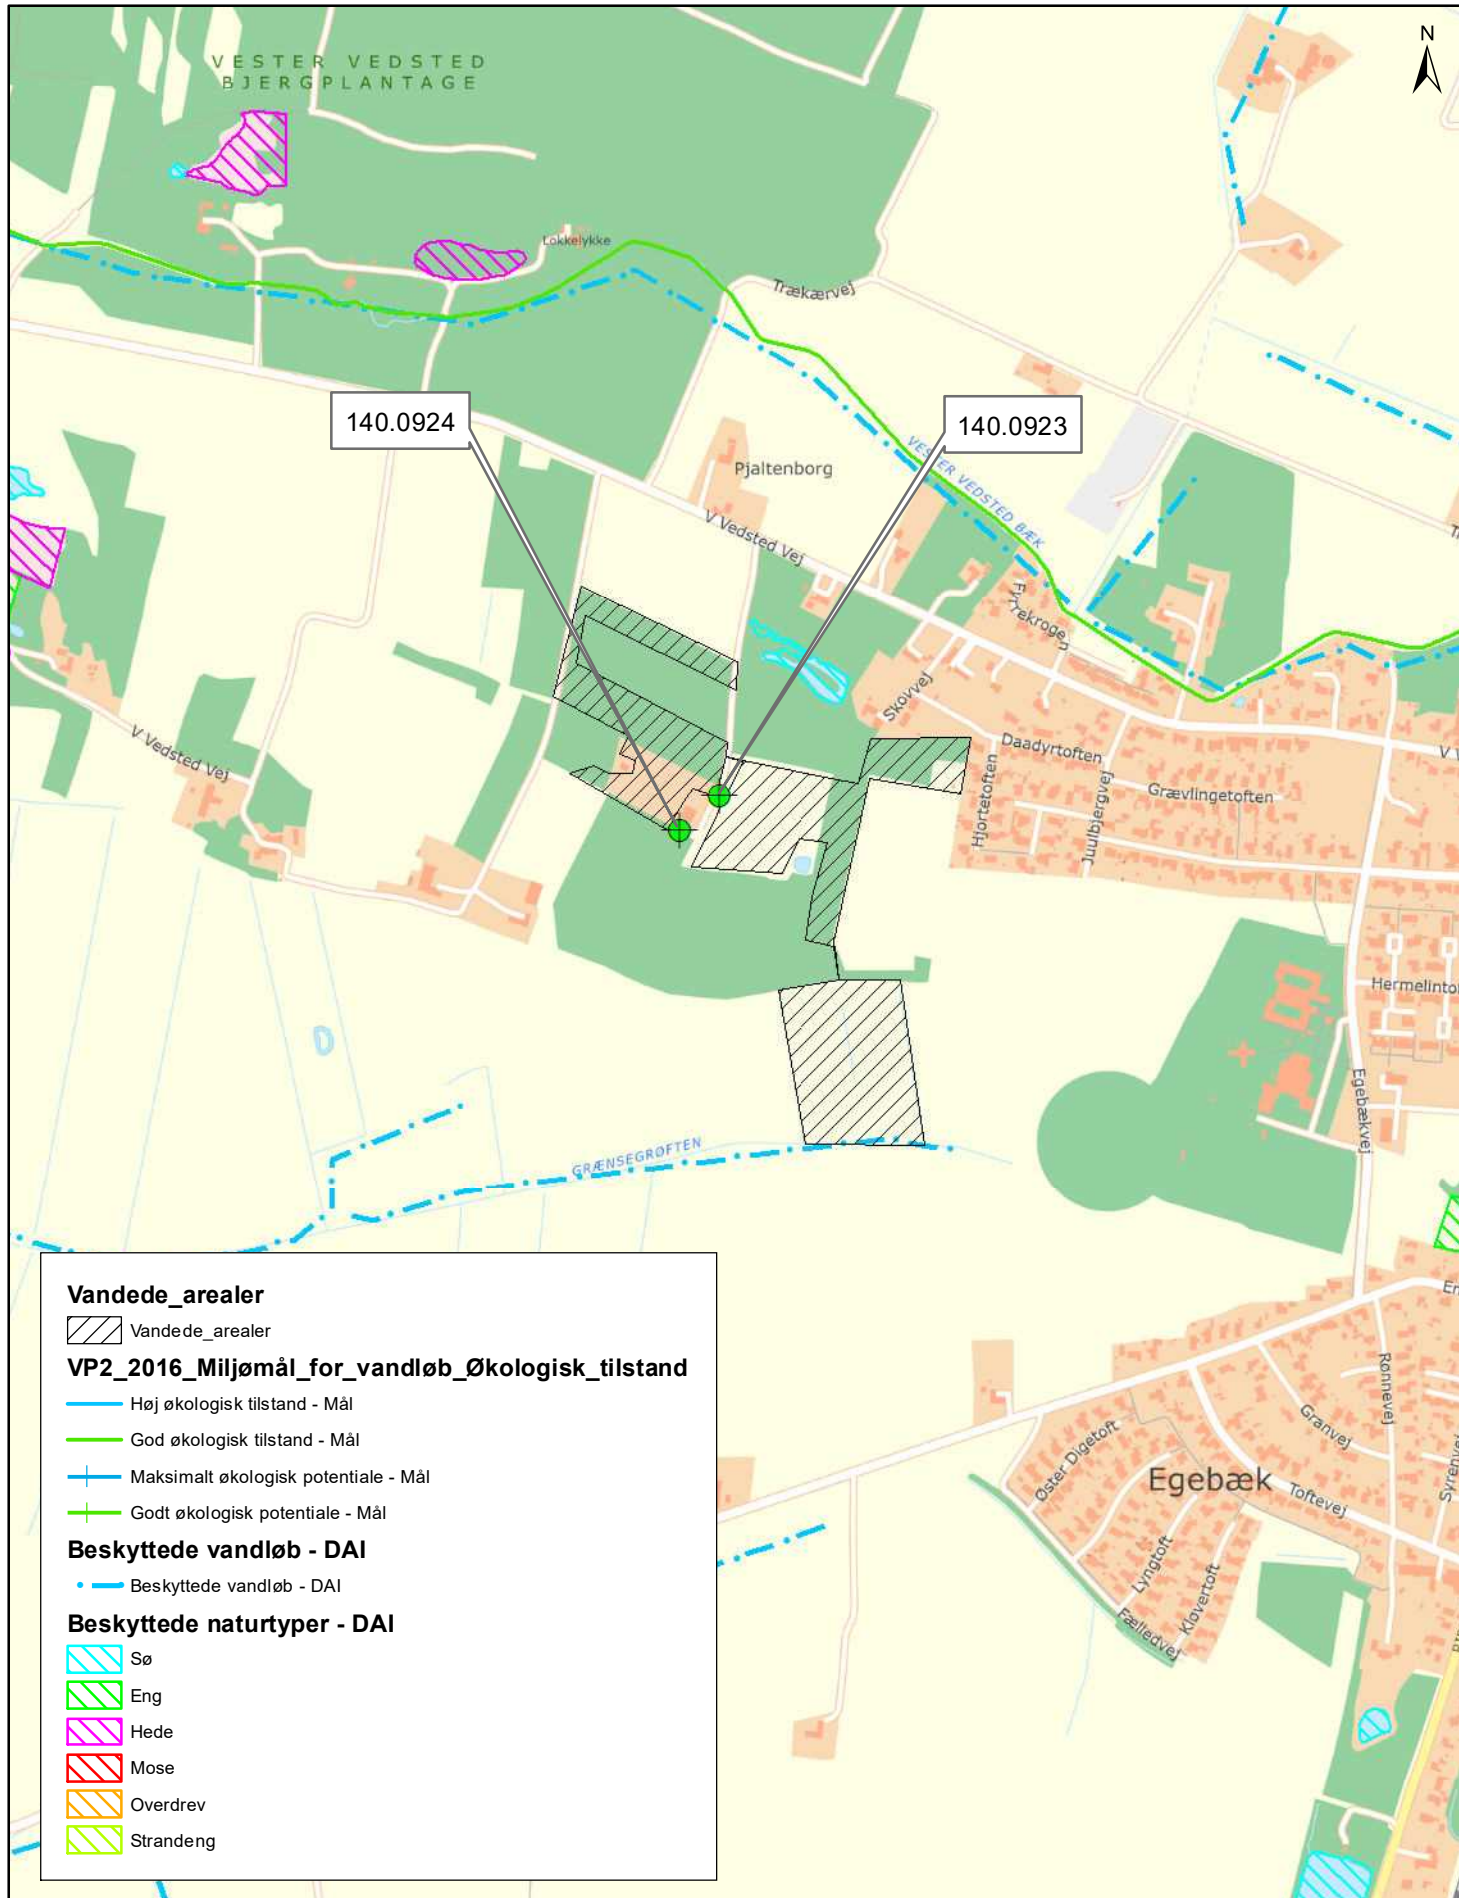 N
VESTER VEDSTED
BJERGPLANTAGE
Lokkelykke
Trækærvej
140.0924
140.0923
Pjaltenborg
VESTER VEDSTED BÆK
V Vedsted Vej
Fyrrekrogen
Skovvej
Daadyrtoften
Grævlingetoften
Hjortetoften
Juulbjergvej
V Vedsted Vej
Hermelintof
Egebækvej
GRÆNSEGRØFTEN
Vandede_arealer
Vandede_arealer
VP2_2016_Miljømål_for_vandløb_Økologisk_tilstand
Høj økologisk tilstand - Mål
God økologisk tilstand - Mål
Maksimalt økologisk potentiale - Mål
Godt økologisk potentiale - Mål
Beskyttede vandløb - DAI
Beskyttede vandløb - DAI
Beskyttede naturtyper - DAI
Sø
Eng
Hede
Mose
Overdrev
Strandeng
Rønnevej
Granvej
Syrenvej
Øster Digetoft
Egebæk
Toftevej
Lyngtoft
Kløvertoft
Fælledvej